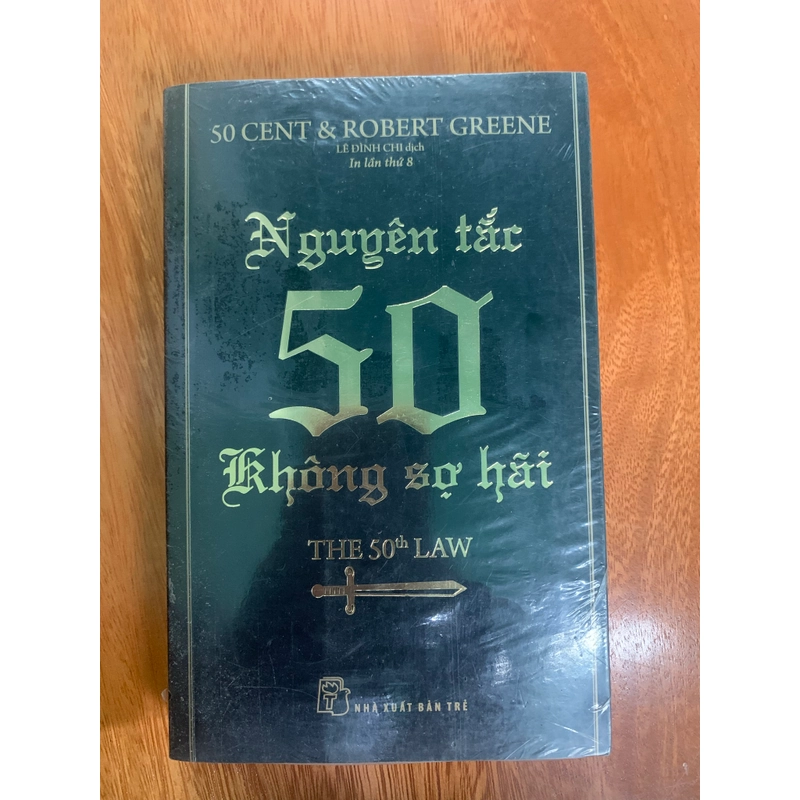 50 CENT & ROBERT GREENE
LÊ ĐÌNH CHI dịch
In lần thứ 8
Nguyên tắc
50
Không sợ hãi
THE 50th LAW
NHÀ XUẤT BẢN TRẺ